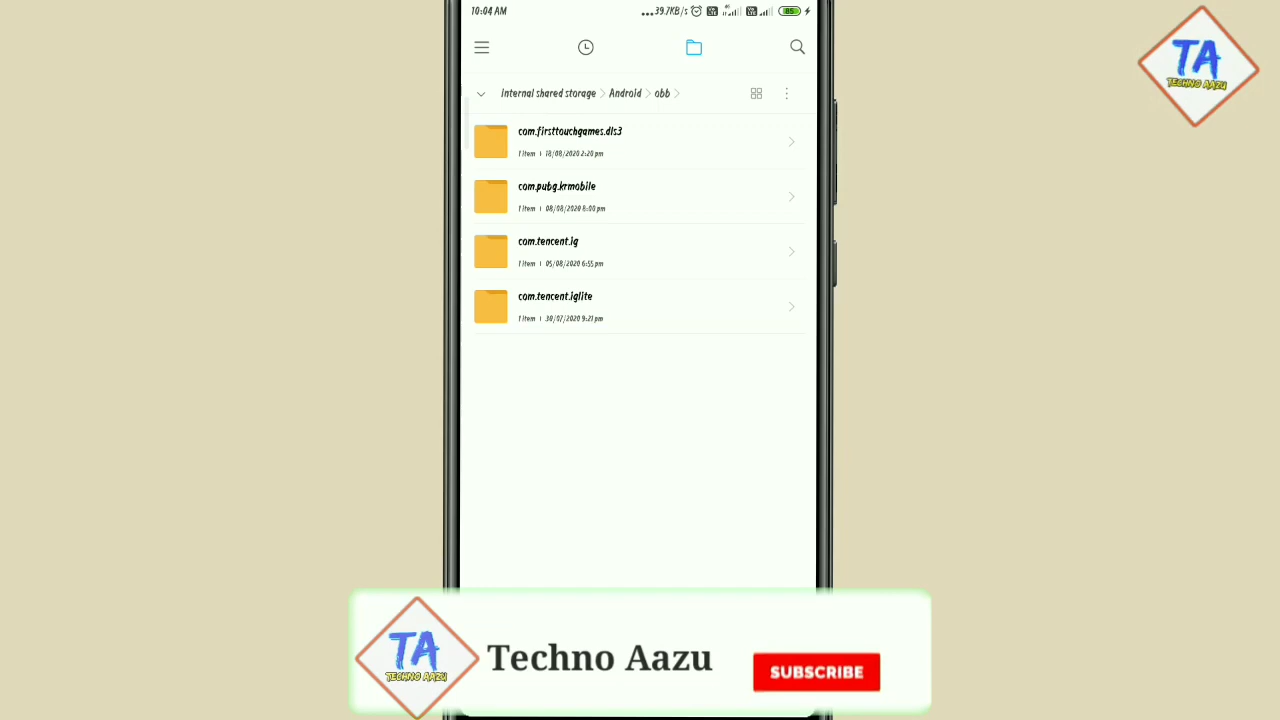 10:04 AM
...39.7KB/s
85
TA
TECHNO AAZU
Internal shared storage > Android > obb >
com.firsttouchgames.dls3
1 item | 18/08/2020 2:20 pm
com.pubg.krmobile
1 item | 08/08/2020 8:00 pm
com.tencent.ig
1 item | 05/08/2020 6:55 pm
com.tencent.iglite
1 item | 30/07/2020 9:21 pm
TA
TECHNO AAZU
Techno Aazu
SUBSCRIBE